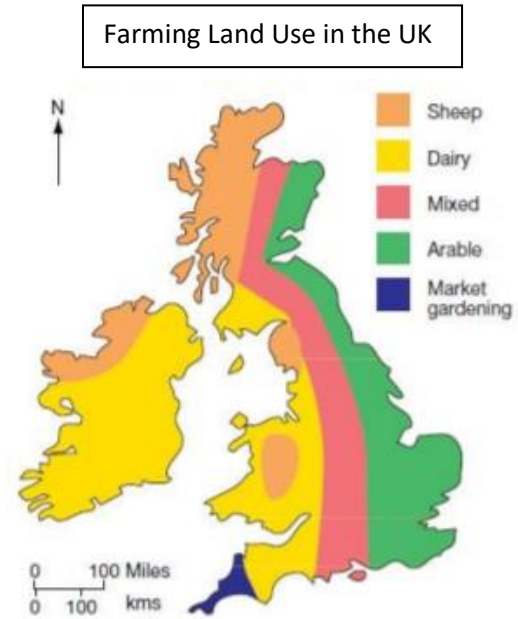 Farming Land Use in the UK
N
Sheep
Dairy
Mixed
Arable
Market
gardening
0 100 Miles
0 100 kms